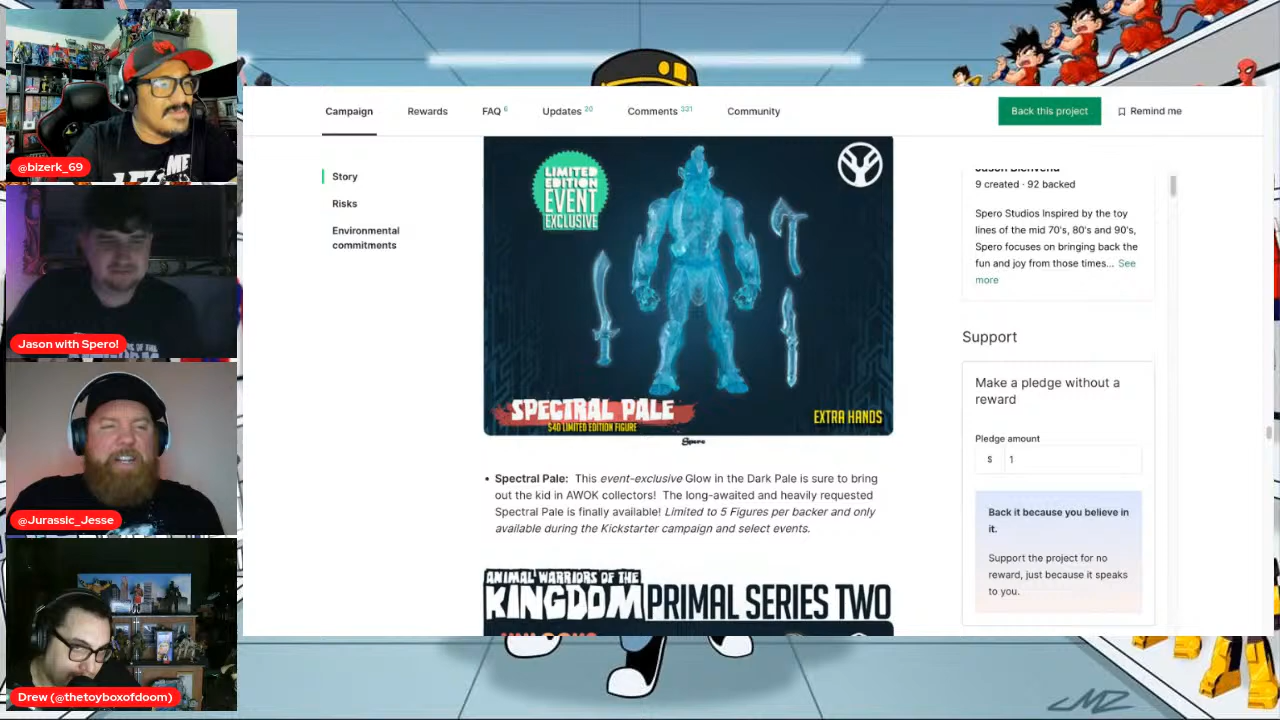 @bizerk_69
Jason with Spero!
@Jurassic_Jesse
Drew (@thetoyboxofdoom)
Campaign
Rewards
FAQ 6
Updates 20
Comments 531
Community
Back this project
Remind me
Story
Risks
Environmental
commitments
LIMITED
EDITION
EVENT
EXCLUSIVE
SPECTRAL PALE
$40 LIMITED EDITION FIGURE
EXTRA HANDS
Spero
• Spectral Pale: This event-exclusive Glow in the Dark Pale is sure to bring
out the kid in AWOK collectors! The long-awaited and heavily requested
Spectral Pale is finally available! Limited to 5 Figures per backer and only
available during the Kickstarter campaign and select events.
ANIMAL WARRIORS OF THE
KINGDOM PRIMAL SERIES TWO
Jason Bienvenu
9 created · 92 backed
Spero Studios Inspired by the toy
lines of the mid 70's, 80's and 90's,
Spero focuses on bringing back the
fun and joy from those times... See
more
Support
Make a pledge without a
reward
Pledge amount
$ 1
Back it because you believe in
it.
Support the project for no
reward, just because it speaks
to you.